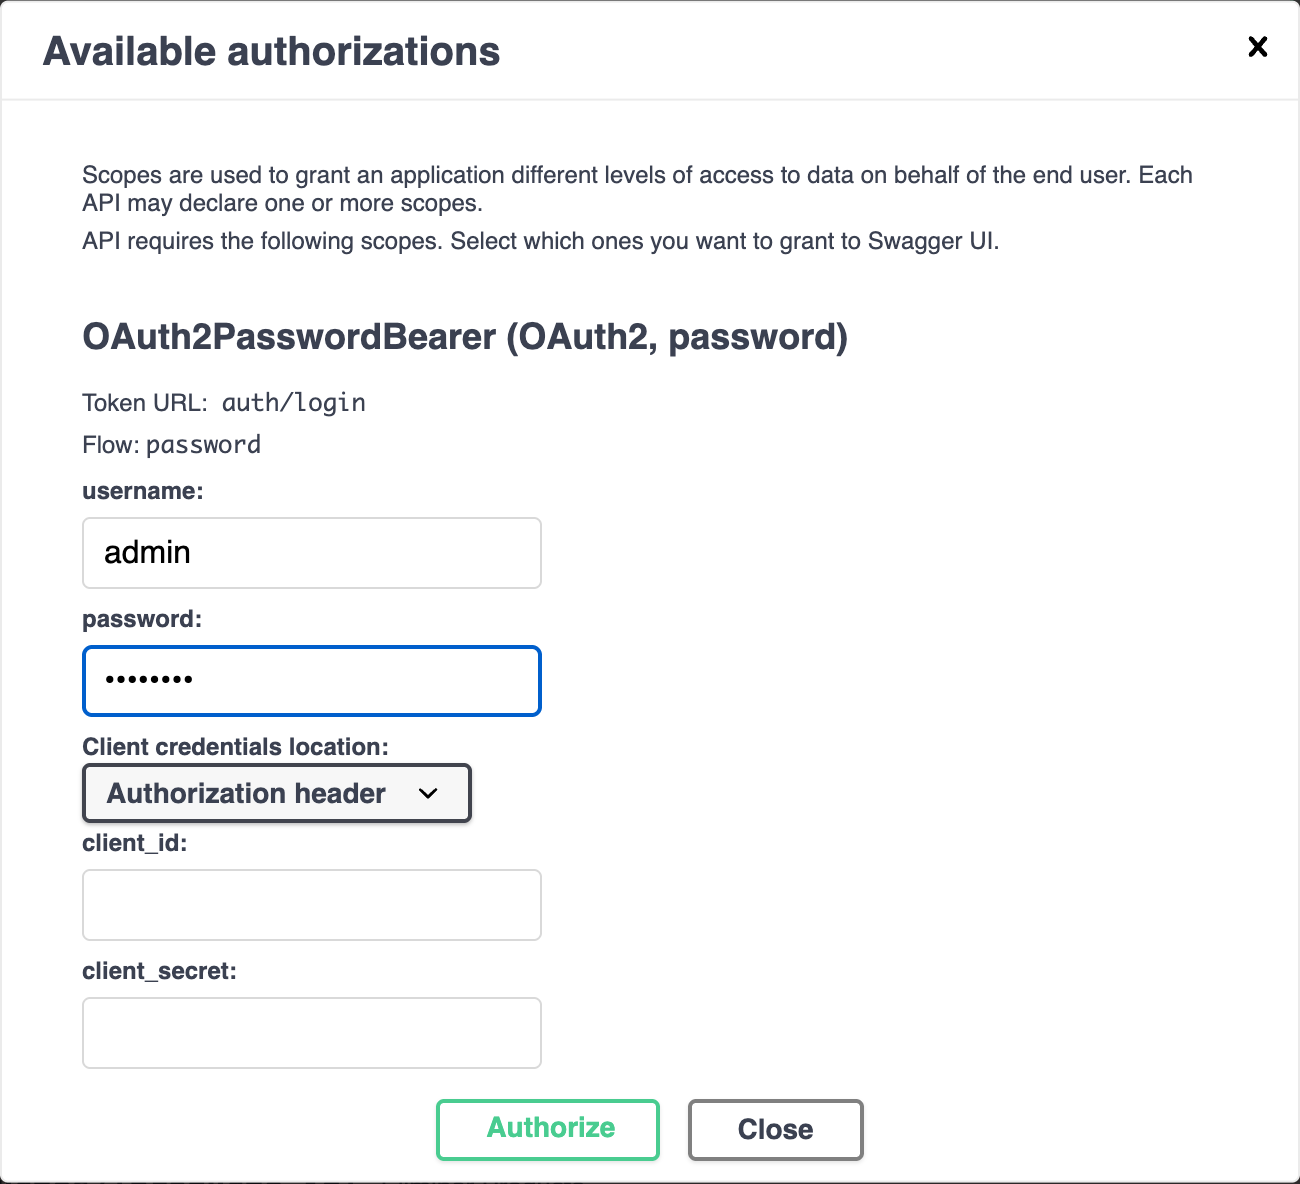 Available authorizations
Scopes are used to grant an application different levels of access to data on behalf of the end user. Each
API may declare one or more scopes.
API requires the following scopes. Select which ones you want to grant to Swagger UI.
OAuth2PasswordBearer (OAuth2, password)
Token URL: auth/login
Flow: password
username:
admin
password:
••••••••
Client credentials location:
Authorization header
client_id:
client_secret:
Authorize Close